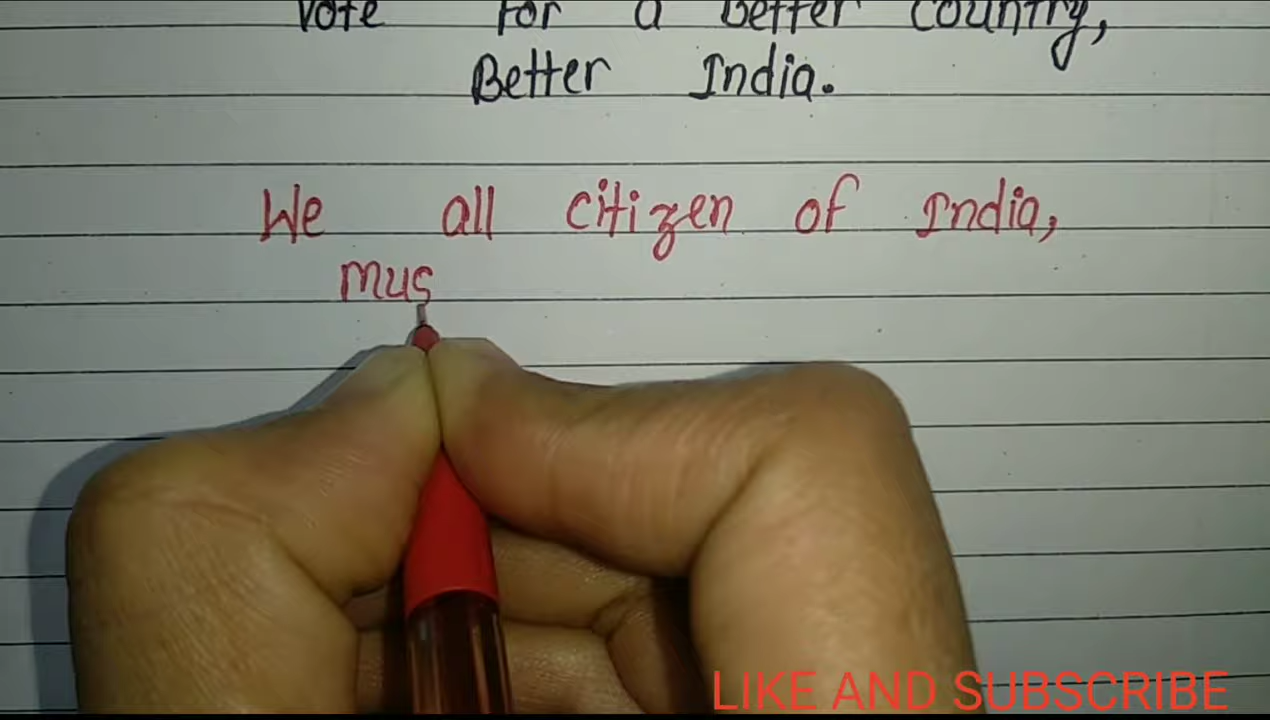 Vote for a better country,
Better India.
We all citizen of India,
mus
LIKE AND SUBSCRIBE